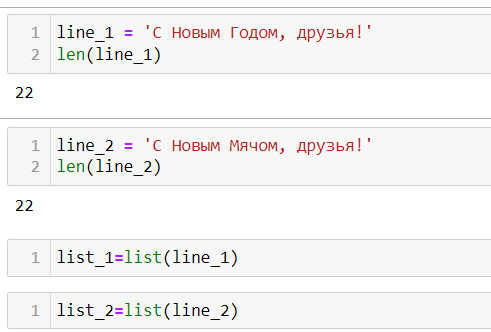 1 line_1 = 'С Новым Годом, друзья!'
2 len(line_1)
22
1 line_2 = 'С Новым Мячом, друзья!'
2 len(line_2)
22
1 list_1=list(line_1)
1 list_2=list(line_2)